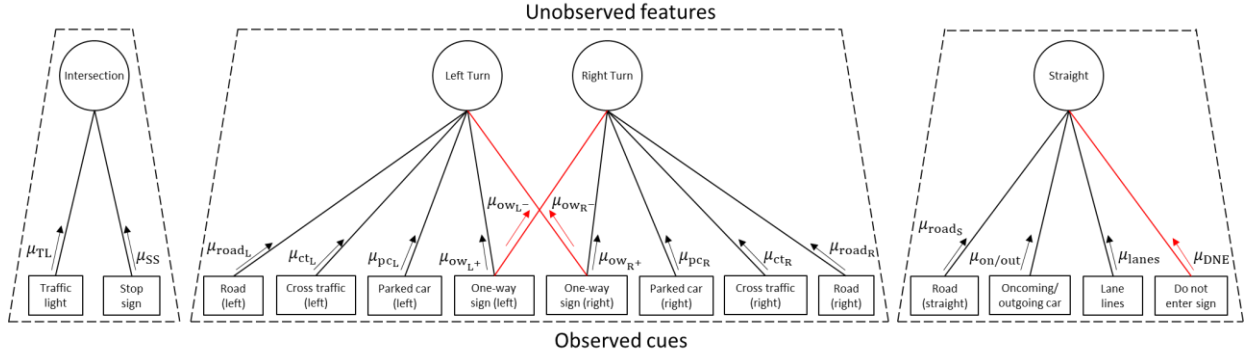 Unobserved features
Intersection
Left Turn
Right Turn
Straight
μTL
μSS
μroadL
μctL
μpcL
μowL+
μowL−
μowR−
μowR+
μpcR
μctR
μroadR
μroadS
μon/out
μlanes
μDNE
Traffic
light
Stop
sign
Road
(left)
Cross traffic
(left)
Parked car
(left)
One-way
sign (left)
One-way
sign (right)
Parked car
(right)
Cross traffic
(right)
Road
(right)
Road
(straight)
Oncoming/
outgoing car
Lane
lines
Do not
enter sign
Observed cues